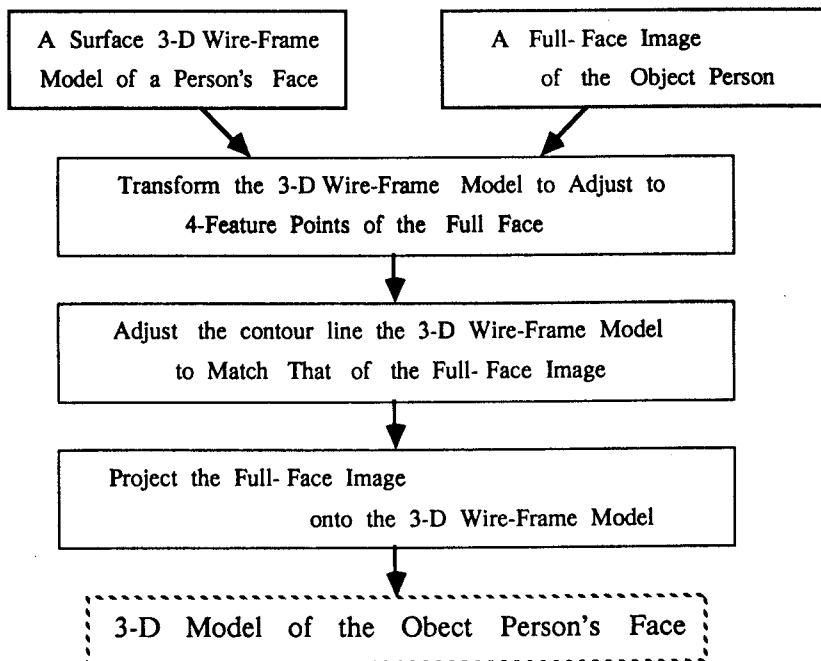 A Surface 3-D Wire-Frame
Model of a Person's Face
A Full-Face Image
of the Object Person
Transform the 3-D Wire-Frame Model to Adjust to
4-Feature Points of the Full Face
Adjust the contour line the 3-D Wire-Frame Model
to Match That of the Full-Face Image
Project the Full-Face Image
onto the 3-D Wire-Frame Model
3-D Model of the Obect Person's Face